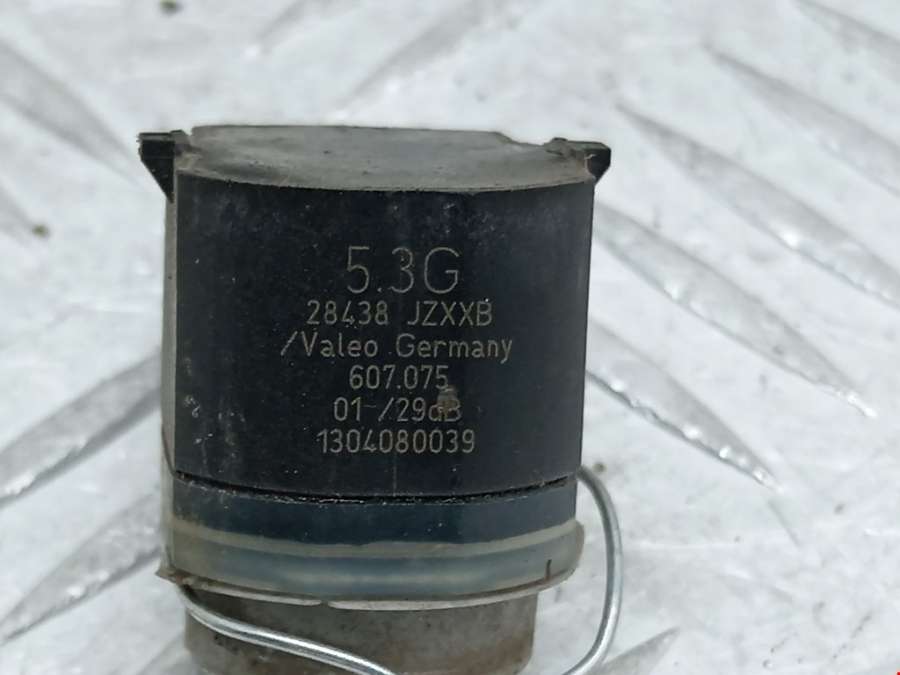 5.3G
28438 JZXXB
/Valeo Germany
607.075
01-/29dB
1304080039